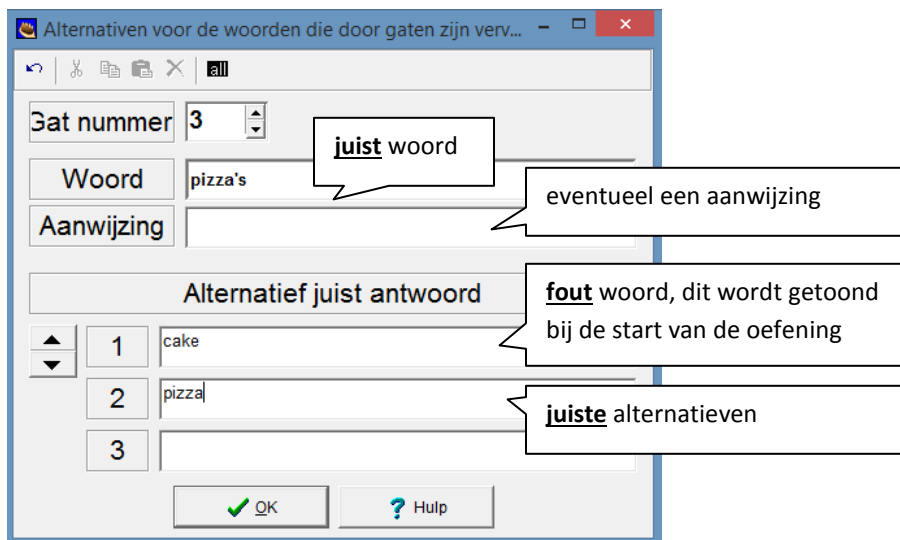 Alternativen voor de woorden die door gaten zijn verv...
all
Gat nummer 3
juist woord
Woord pizza's
eventueel een aanwijzing
Aanwijzing
Alternatief juist antwoord
fout woord, dit wordt getoond
bij de start van de oefening
1 cake
2 pizza
juiste alternatieven
3
OK ? Hulp